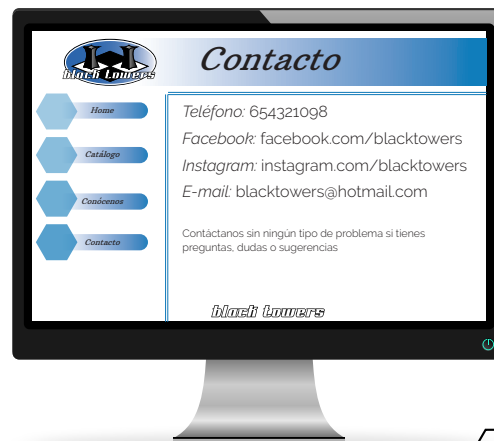 Contacto
black towers
Home
Catálogo
Conócenos
Contacto
Teléfono: 654321098
Facebook: facebook.com/blacktowers
Instagram: instagram.com/blacktowers
E-mail: blacktowers@hotmail.com
Contáctanos sin ningún tipo de problema si tienes
preguntas, dudas o sugerencias
black towers